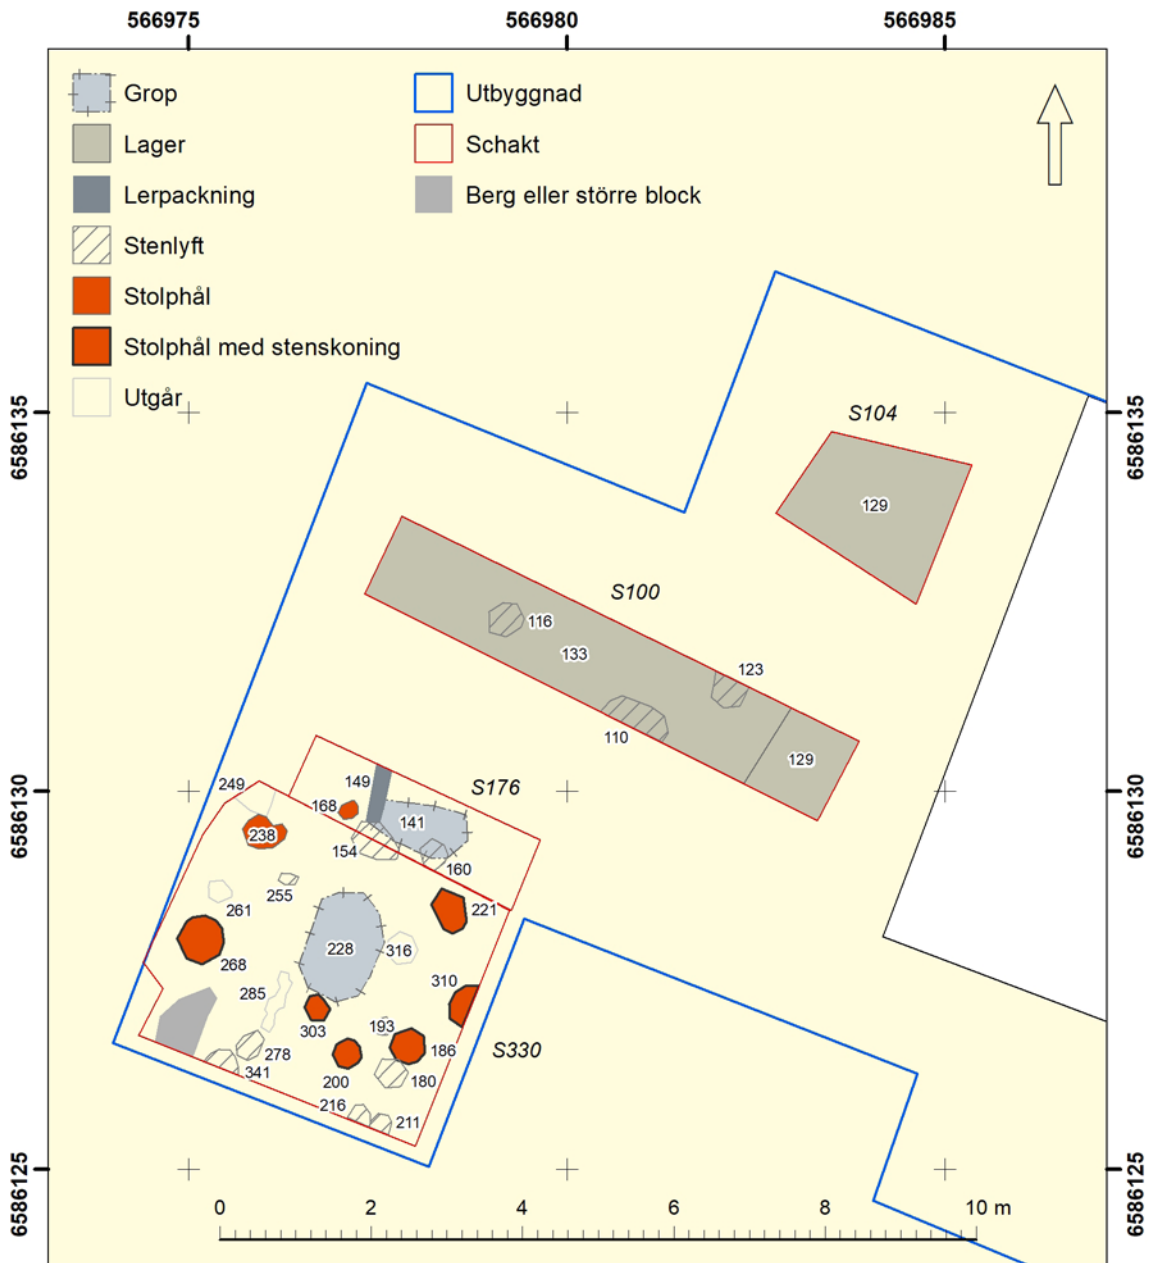 566975 566980 566985
Grop
Lager
Lerpackning
Stenlyft
Stolphål
Stolphål med stenskoning
Utgår
Utbyggnad
Schakt
Berg eller större block
6586135
6586135
S104
129
S100
116
133
123
110
129
6586130
6586130
249
149
S176
168
141
238
154
160
255
261
221
228
316
268
285
310
303
193
S330
278
186
341
200
180
216
211
6586125
6586125
0 2 4 6 8 10 m